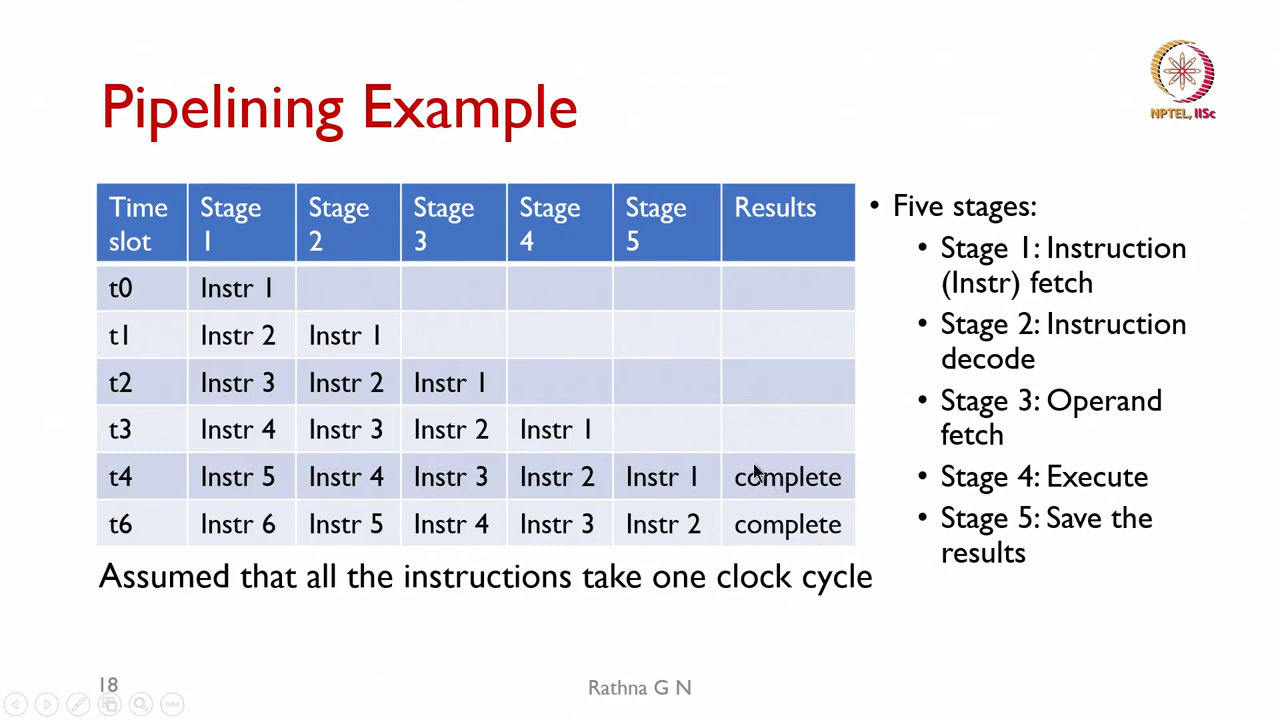 Pipelining Example
NPTEL, IISc
Time slot Stage 1 Stage 2 Stage 3 Stage 4 Stage 5 Results
t0 Instr 1
t1 Instr 2 Instr 1
t2 Instr 3 Instr 2 Instr 1
t3 Instr 4 Instr 3 Instr 2 Instr 1
t4 Instr 5 Instr 4 Instr 3 Instr 2 Instr 1 complete
t6 Instr 6 Instr 5 Instr 4 Instr 3 Instr 2 complete
Assumed that all the instructions take one clock cycle
• Five stages:
• Stage 1: Instruction
(Instr) fetch
• Stage 2: Instruction
decode
• Stage 3: Operand
fetch
• Stage 4: Execute
• Stage 5: Save the
results
18
Rathna G N